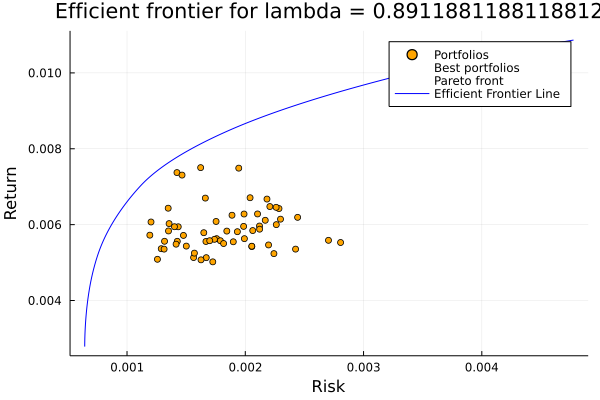 Efficient frontier for lambda = 0.8911881188118812
Return
0.010
0.008
0.006
0.004
Portfolios
Best portfolios
Pareto front
Efficient Frontier Line
0.001
0.002
0.003
0.004
Risk